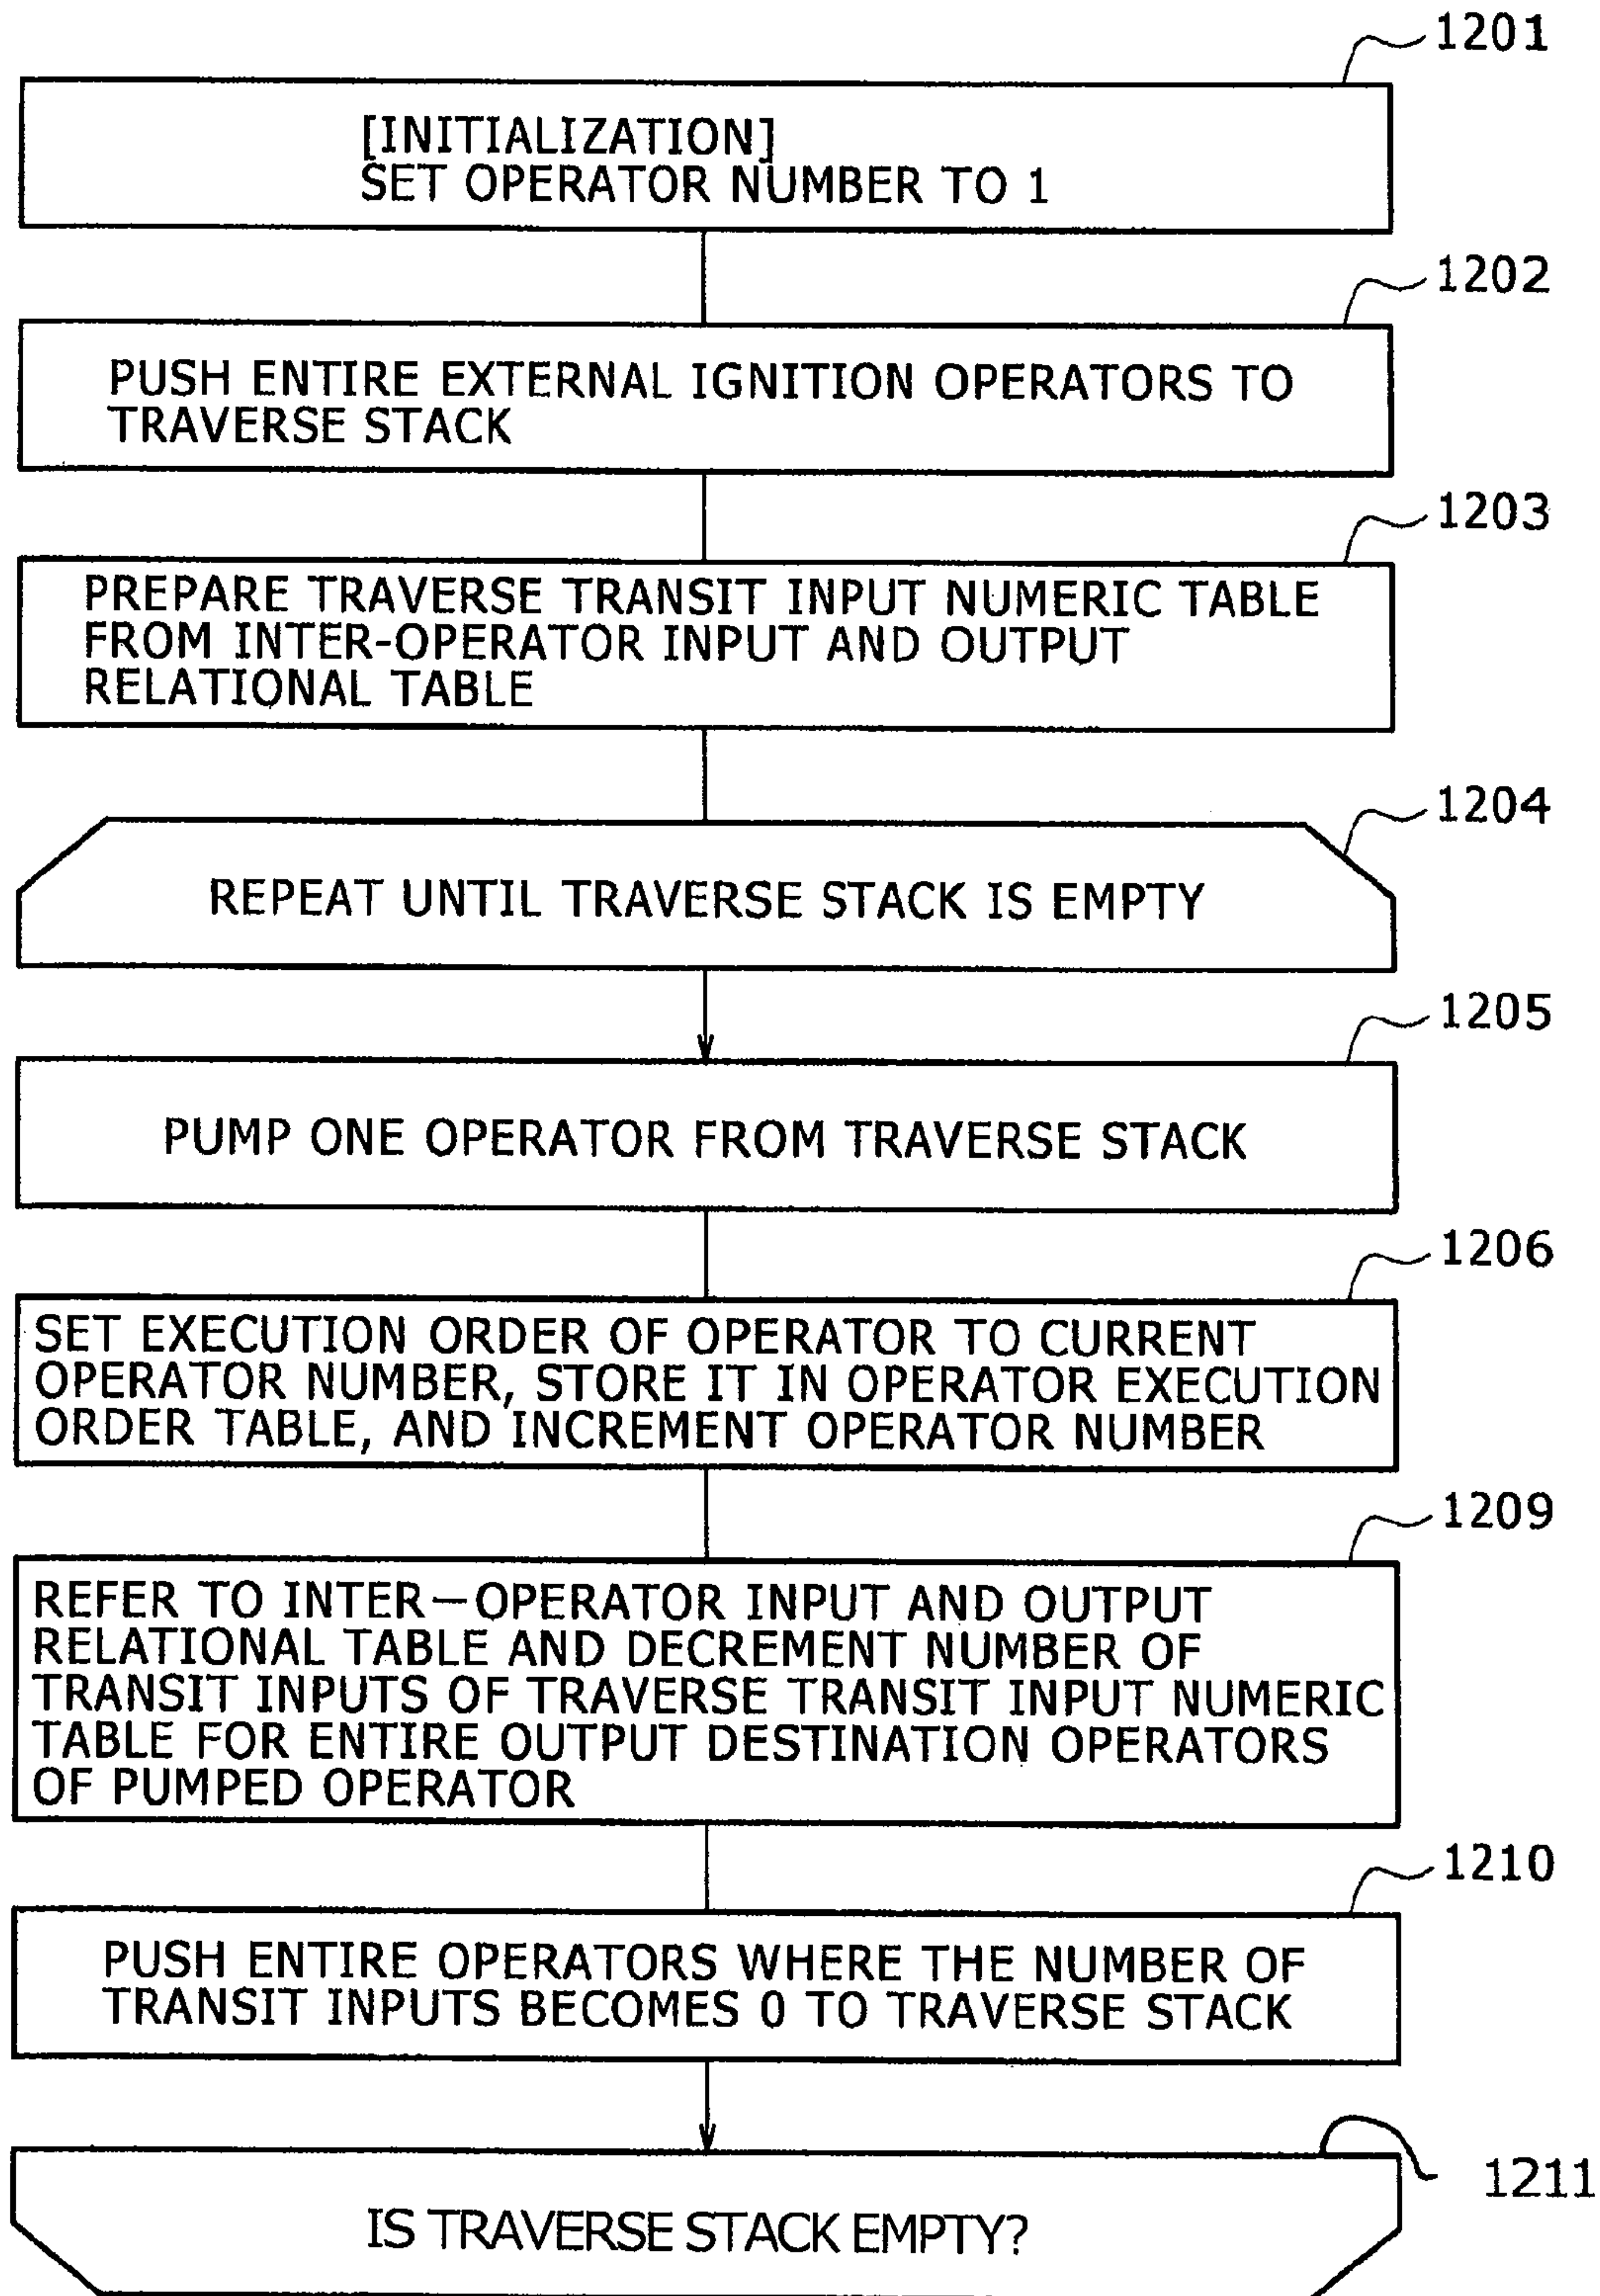 1201
[INITIALIZATION]
SET OPERATOR NUMBER TO 1
1202
PUSH ENTIRE EXTERNAL IGNITION OPERATORS TO
TRAVERSE STACK
1203
PREPARE TRAVERSE TRANSIT INPUT NUMERIC TABLE
FROM INTER-OPERATOR INPUT AND OUTPUT
RELATIONAL TABLE
1204
REPEAT UNTIL TRAVERSE STACK IS EMPTY
1205
PUMP ONE OPERATOR FROM TRAVERSE STACK
1206
SET EXECUTION ORDER OF OPERATOR TO CURRENT
OPERATOR NUMBER, STORE IT IN OPERATOR EXECUTION
ORDER TABLE, AND INCREMENT OPERATOR NUMBER
1209
REFER TO INTER—OPERATOR INPUT AND OUTPUT
RELATIONAL TABLE AND DECREMENT NUMBER OF
TRANSIT INPUTS OF TRAVERSE TRANSIT INPUT NUMERIC
TABLE FOR ENTIRE OUTPUT DESTINATION OPERATORS
OF PUMPED OPERATOR
1210
PUSH ENTIRE OPERATORS WHERE THE NUMBER OF
TRANSIT INPUTS BECOMES 0 TO TRAVERSE STACK
1211
IS TRAVERSE STACK EMPTY?